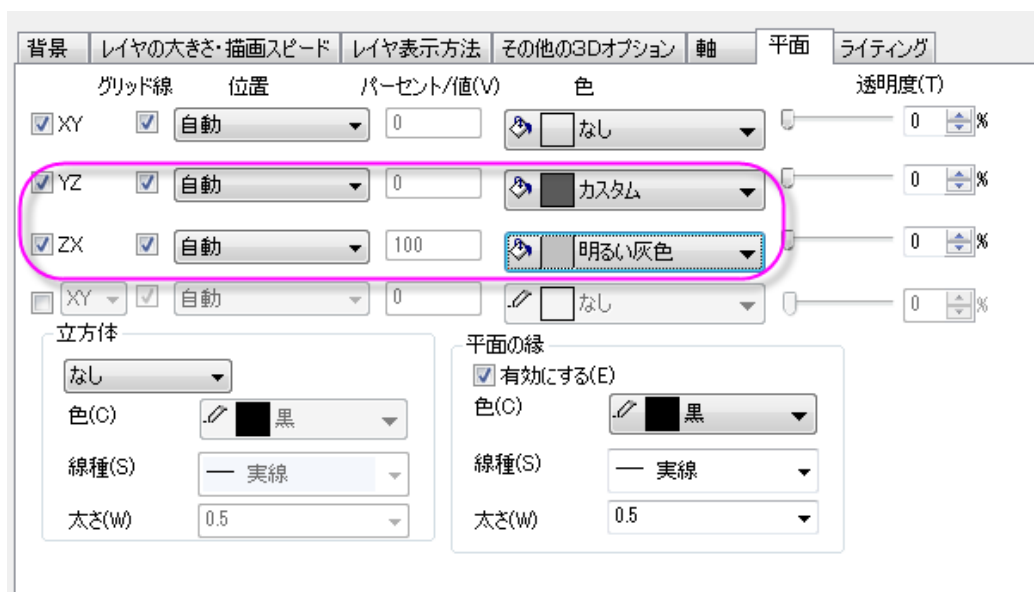 背景 レイヤの大きさ・描画スピード レイヤ表示方法 その他の3Dオプション 軸 平面 ライティング
グリッド線 位置 パーセント/値(V) 色 透明度(T)
XY 自動 0 なし 0 %
YZ 自動 0 カスタム 0 %
ZX 自動 100 明るい灰色 0 %
XY 自動 0 なし 0 %
立方体
なし
色(C) 黒
線種(S) 実線
太さ(W) 0.5
平面の縁
有効にする(E)
色(C) 黒
線種(S) 実線
太さ(W) 0.5